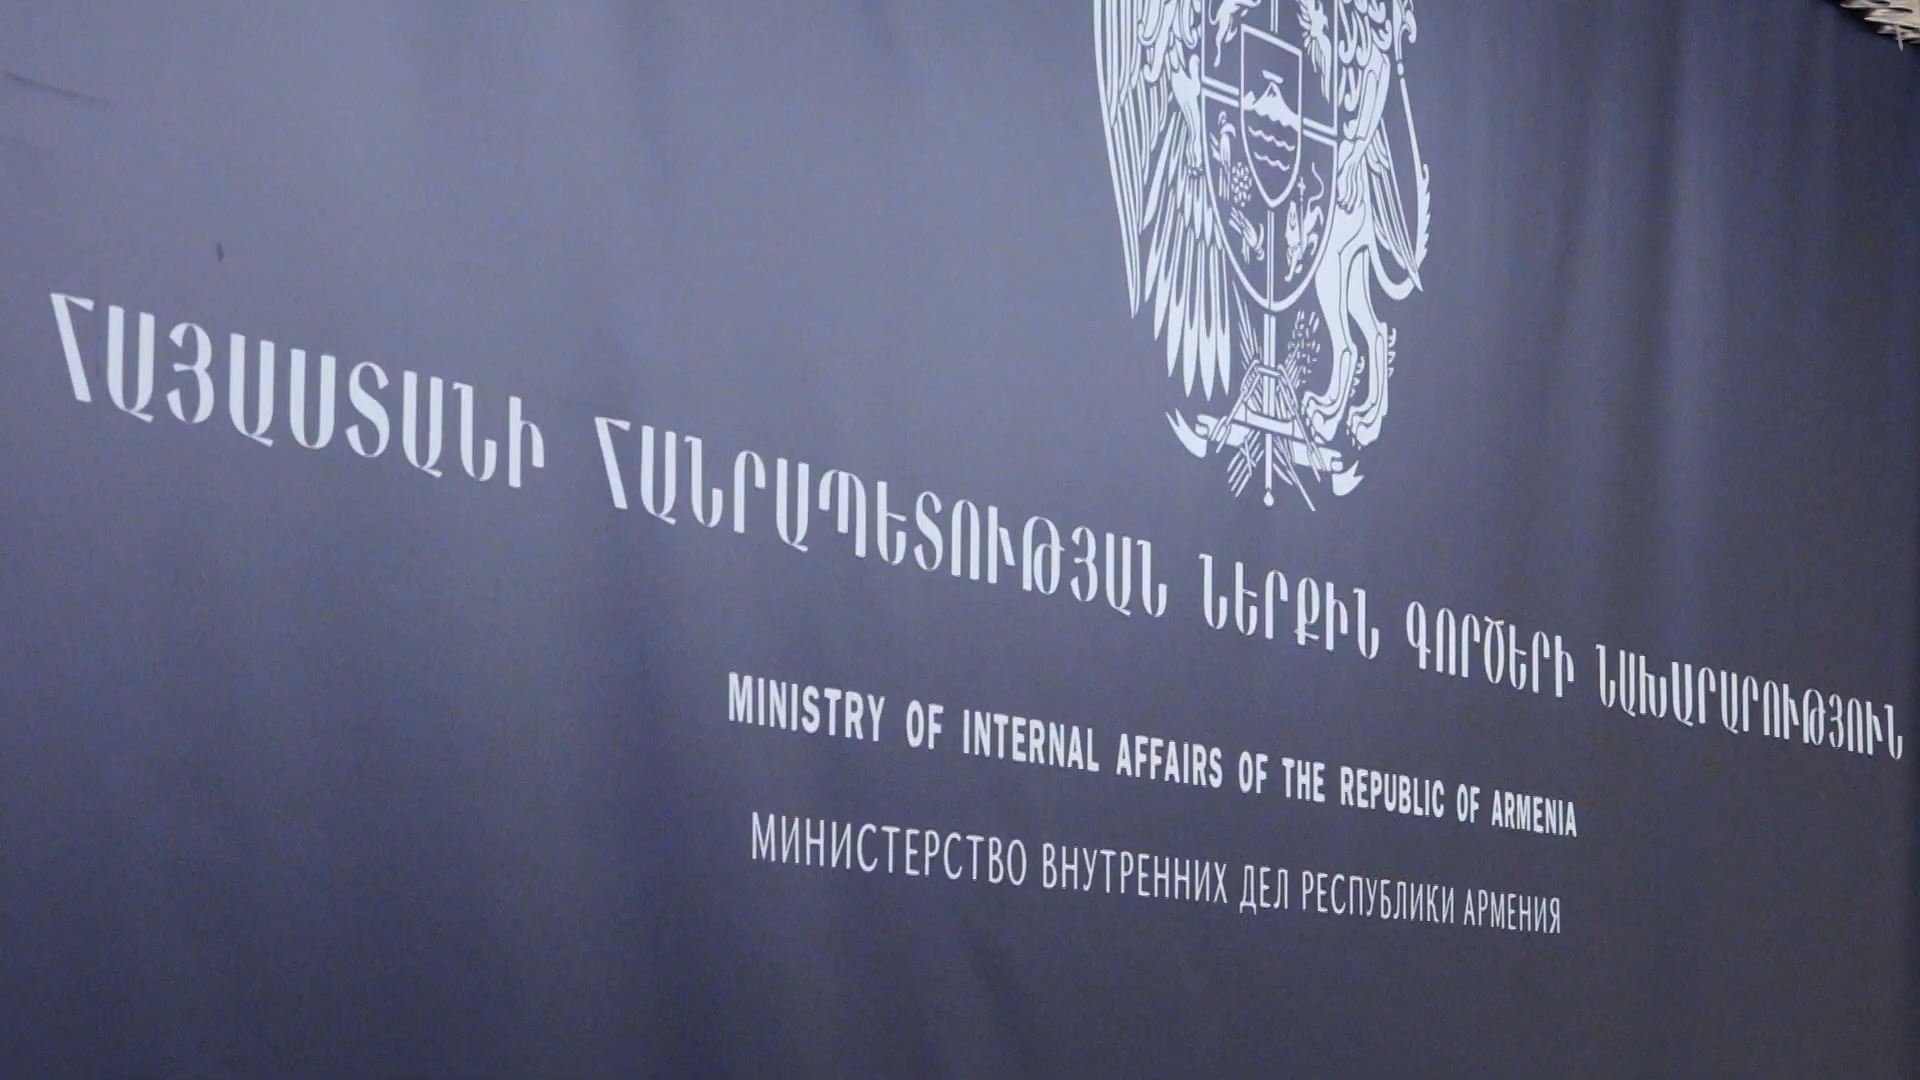 ՀԱՅԱՍՏԱՆԻ ՀԱՆՐԱՊԵՏՈՒԹՅԱՆ ՆԵՐՔԻՆ ԳՈՐԾԵՐԻ ՆԱԽԱՐԱՐՈՒԹՅՈՒՆ
MINISTRY OF INTERNAL AFFAIRS OF THE REPUBLIC OF ARMENIA
МИНИСТЕРСТВО ВНУТРЕННИХ ДЕЛ РЕСПУБЛИКИ АРМЕНИЯ